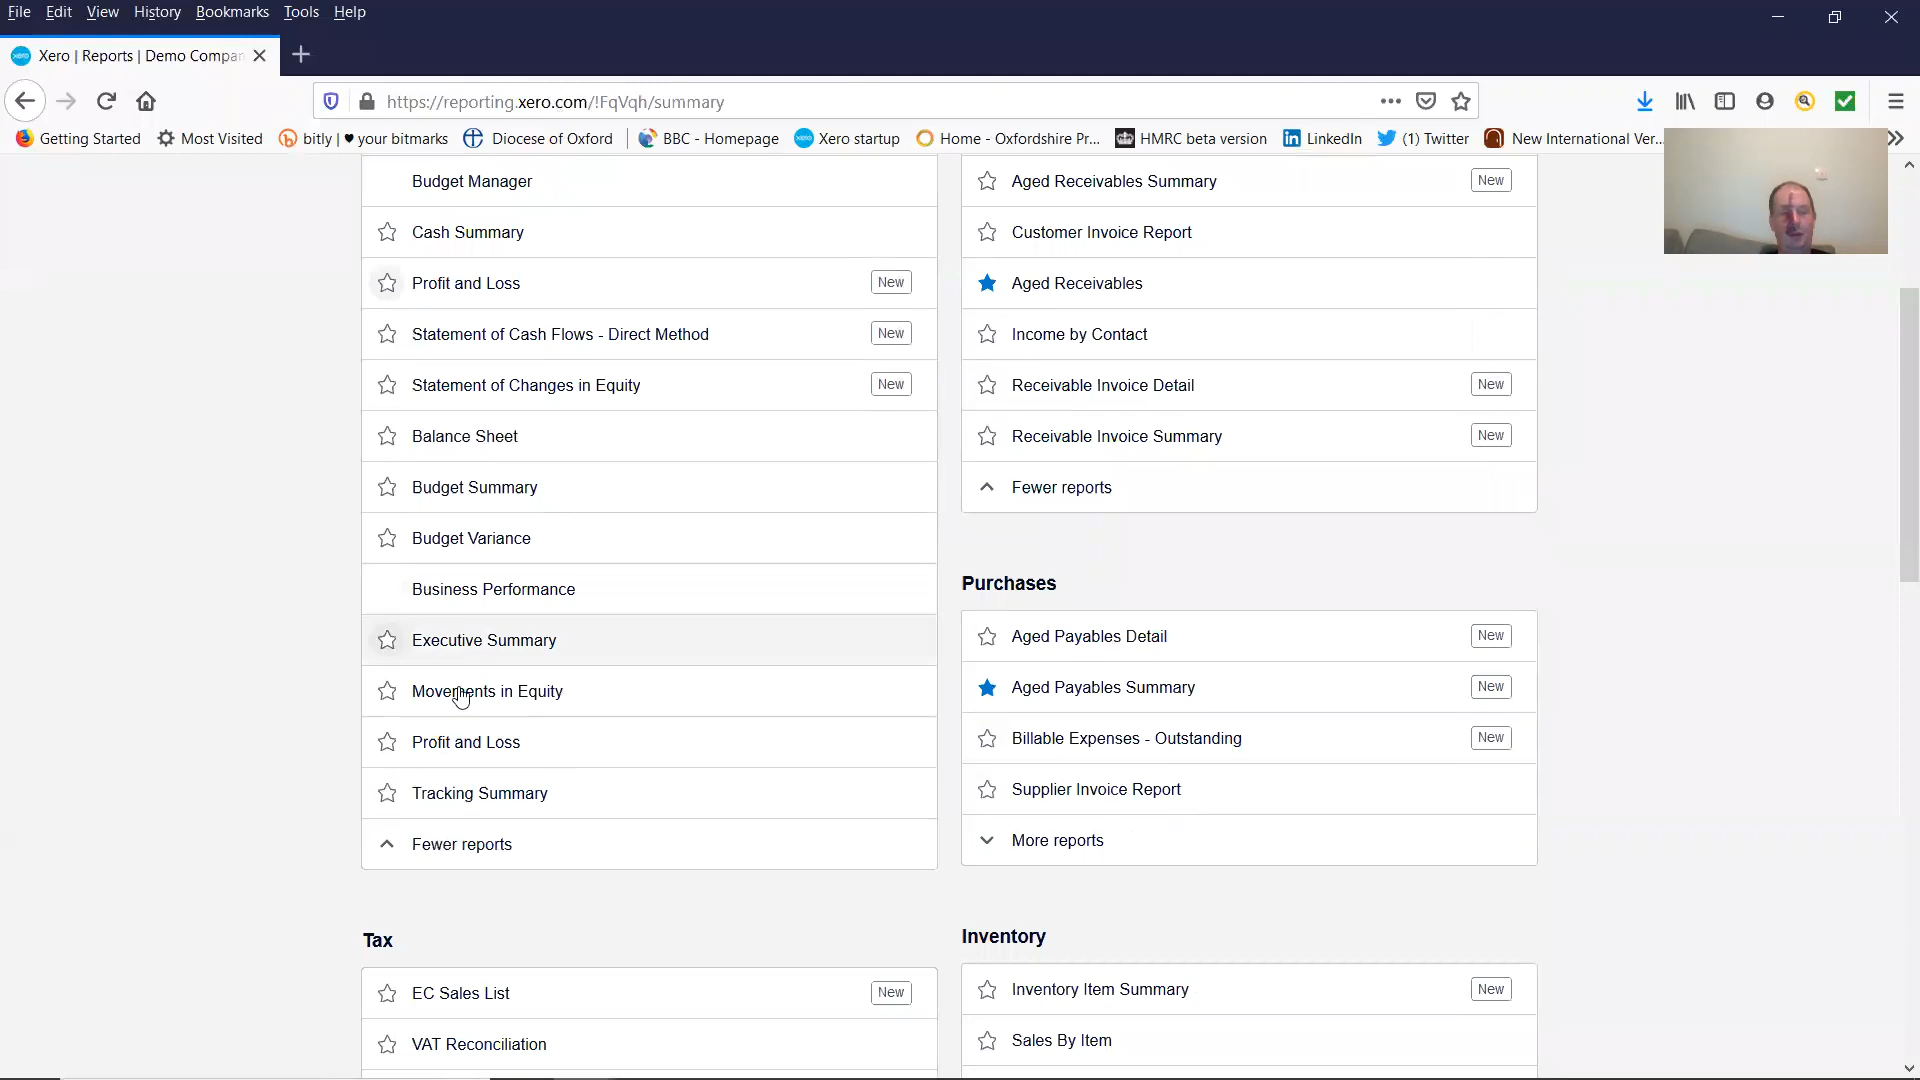 File Edit View History Bookmarks Tools Help
Xero | Reports | Demo Compan
https://reporting.xero.com/!FqVqh/summary
Getting Started Most Visited bitly | ♥ your bitmarks Diocese of Oxford BBC - Homepage Xero startup Home - Oxfordshire Pr... HMRC beta version LinkedIn (1) Twitter New International Ver...
Budget Manager
Cash Summary
Profit and Loss New
Statement of Cash Flows - Direct Method New
Statement of Changes in Equity New
Balance Sheet
Budget Summary
Budget Variance
Business Performance
Executive Summary
Movements in Equity
Profit and Loss
Tracking Summary
Fewer reports
Tax
EC Sales List New
VAT Reconciliation
Aged Receivables Summary New
Customer Invoice Report
Aged Receivables
Income by Contact
Receivable Invoice Detail New
Receivable Invoice Summary New
Fewer reports
Purchases
Aged Payables Detail New
Aged Payables Summary New
Billable Expenses - Outstanding New
Supplier Invoice Report
More reports
Inventory
Inventory Item Summary New
Sales By Item